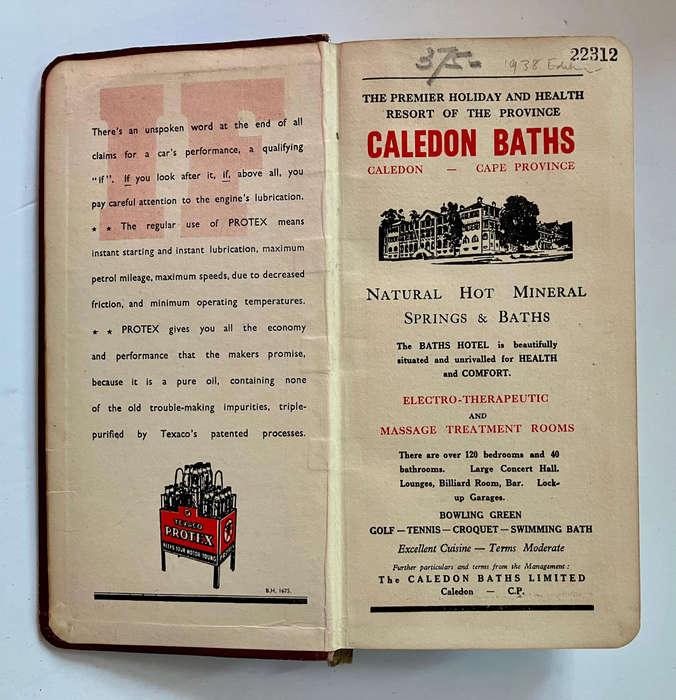 IF
There's an unspoken word at the end of all
claims for a car's performance, a qualifying
"if". If you look after it, if, above all, you
pay careful attention to the engine's lubrication.
★ ★ The regular use of PROTEX means
instant starting and instant lubrication, maximum
petrol mileage, maximum speeds, due to decreased
friction, and minimum operating temperatures.
★ ★ PROTEX gives you all the economy
and performance that the makers promise,
because it is a pure oil, containing none
of the old trouble-making impurities, triple-
purified by Texaco's patented processes.
TEXACO
PROTEX
KEEPS YOUR MOTOR YOUNG
B.H. 1675.
375-
1938 Edition
22312
THE PREMIER HOLIDAY AND HEALTH
RESORT OF THE PROVINCE
CALEDON BATHS
CALEDON — CAPE PROVINCE
NATURAL HOT MINERAL
SPRINGS & BATHS
The BATHS HOTEL is beautifully
situated and unrivalled for HEALTH
and COMFORT.
ELECTRO-THERAPEUTIC
AND
MASSAGE TREATMENT ROOMS
There are over 120 bedrooms and 40
bathrooms. Large Concert Hall.
Lounges, Billiard Room, Bar. Lock-
up Garages.
BOWLING GREEN
GOLF—TENNIS—CROQUET—SWIMMING BATH
Excellent Cuisine — Terms Moderate
Further particulars and terms from the Management:
The CALEDON BATHS LIMITED
Caledon — C.P.